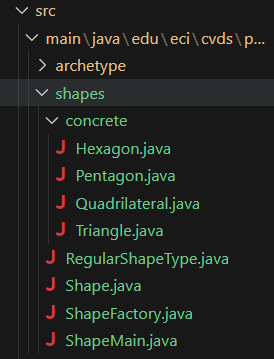 src
main\java\edu\eci\cvds\p...
archetype
shapes
concrete
Hexagon.java
Pentagon.java
Quadrilateral.java
Triangle.java
RegularShapeType.java
Shape.java
ShapeFactory.java
ShapeMain.java